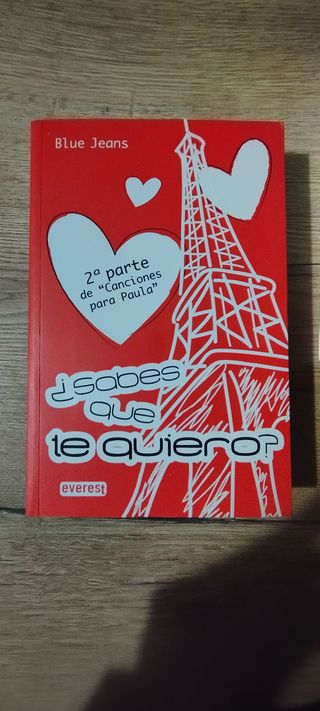 Blue Jeans
2ª parte
de "Canciones
para Paula"
¿sabes
que
te quiero?
everest